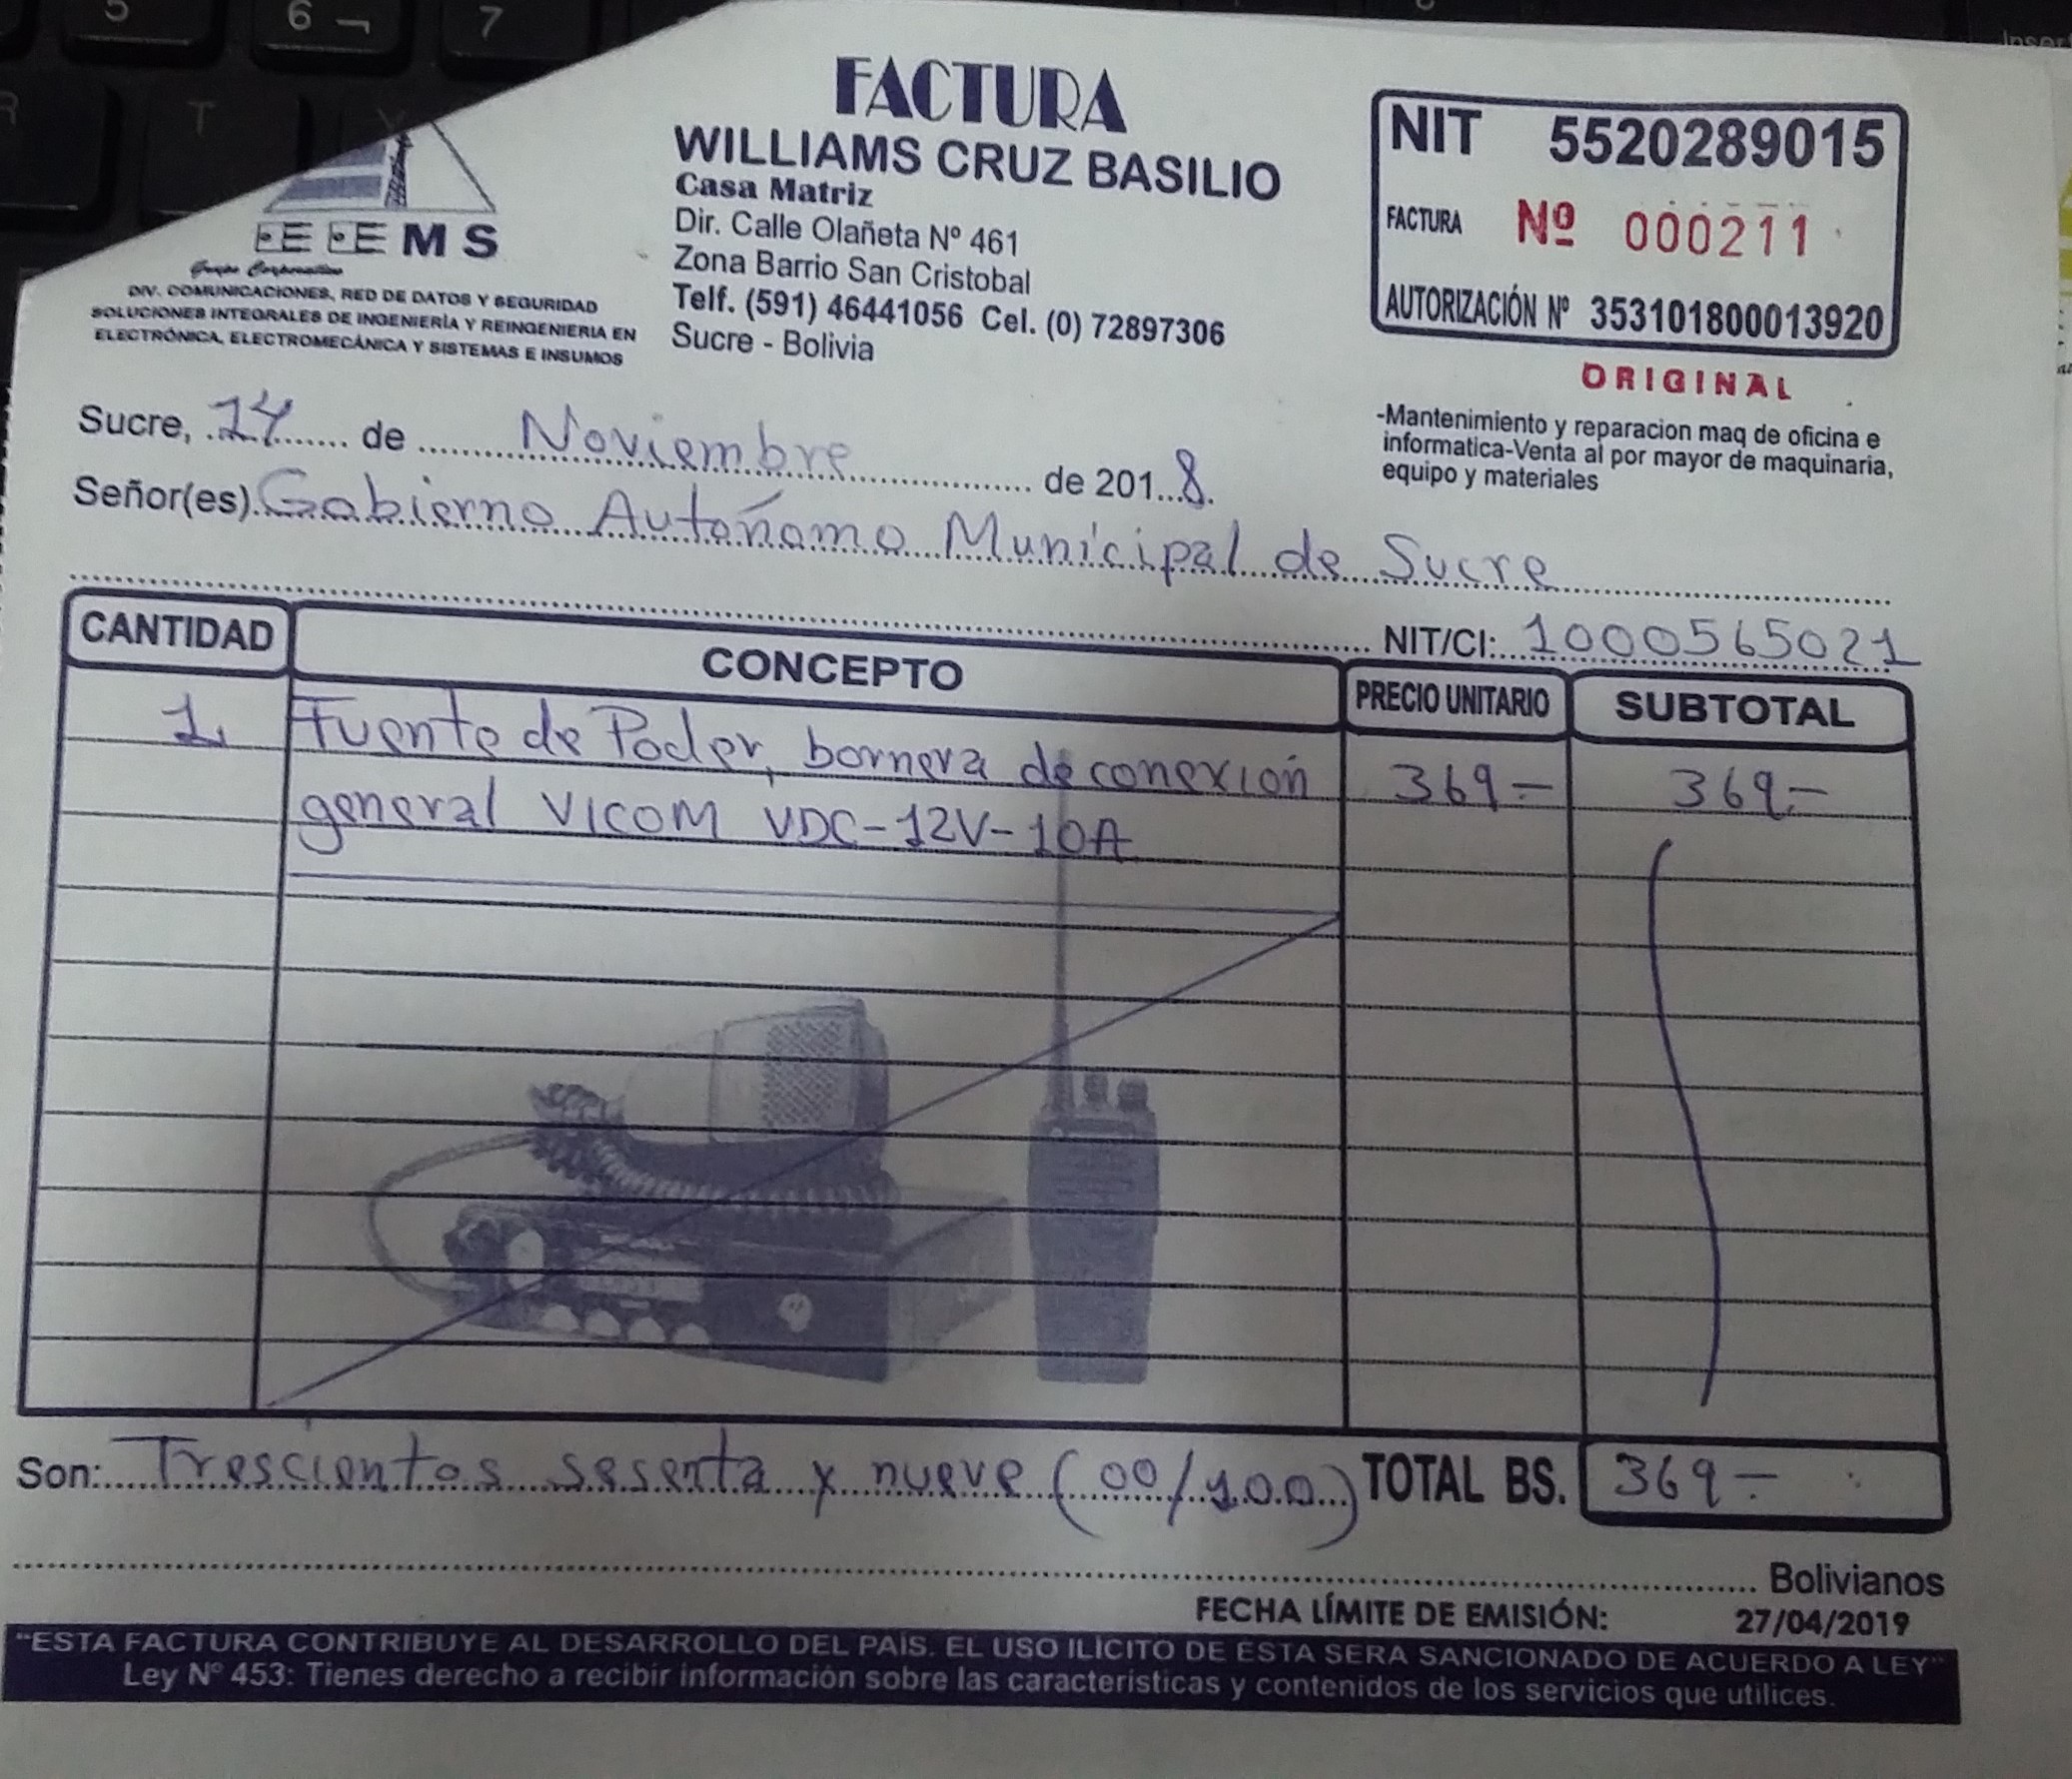 5 6 ¬ 7
R T Y
Insert
FACTURA
WILLIAMS CRUZ BASILIO
Casa Matriz
Dir. Calle Olañeta Nº 461
Zona Barrio San Cristobal
Telf. (591) 46441056 Cel. (0) 72897306
Sucre - Bolivia
EEEEMS
Grupo Corporativo
DIV. COMUNICACIONES, RED DE DATOS Y SEGURIDAD
SOLUCIONES INTEGRALES DE INGENIERÍA Y REINGENIERIA EN
ELECTRÓNICA, ELECTROMECÁNICA Y SISTEMAS E INSUMOS
NIT 5520289015
FACTURA Nº 000211
AUTORIZACIÓN Nº 353101800013920
ORIGINAL
-Mantenimiento y reparacion maq de oficina e
informatica-Venta al por mayor de maquinaria,
equipo y materiales
Sucre, 14 de Noviembre de 2018.
Señor(es) Gobierno Autónomo Municipal de Sucre
NIT/CI: 1000565021
CANTIDAD CONCEPTO PRECIO UNITARIO SUBTOTAL
1 Fuente de Poder, bornera de conexión 369- 369.-
general VICOM VDC-12V-10A
Son: Trescientos sesenta y nueve (00/100) TOTAL BS. 369-
Bolivianos
FECHA LÍMITE DE EMISIÓN: 27/04/2019
"ESTA FACTURA CONTRIBUYE AL DESARROLLO DEL PAÍS. EL USO ILÍCITO DE ÉSTA SERA SANCIONADO DE ACUERDO A LEY"
Ley Nº 453: Tienes derecho a recibir información sobre las características y contenidos de los servicios que utilices.